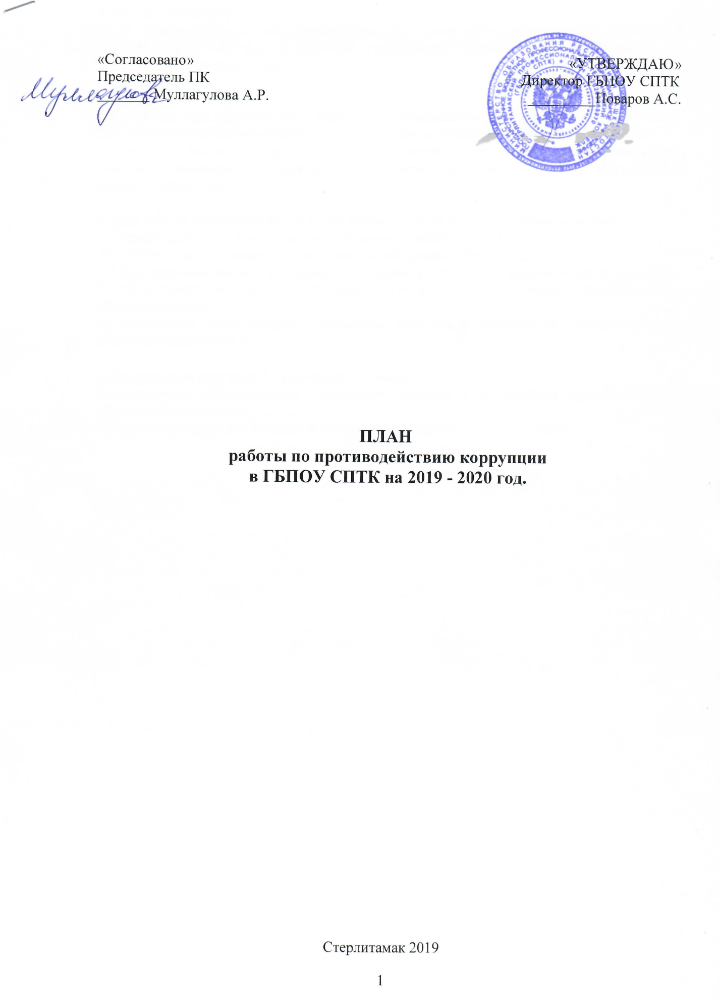 «Согласовано»
Председатель ПК
Муллагулова А.Р.
«УТВЕРЖДАЮ»
Директор ГБПОУ СПТК
Поваров А.С.
ПЛАН
работы по противодействию коррупции
в ГБПОУ СПТК на 2019 - 2020 год.
Стерлитамак 2019
1